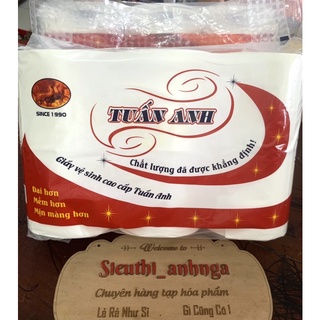 TUẤN ANH
SINCE 1990
Chất lượng đã được khẳng định!
Giấy vệ sinh cao cấp Tuấn Anh
Dai hơn
Mềm hơn
Mịn màng hơn
Welcome to
Sieuthi_anhnga
Chuyên hàng tạp hóa phẩm
Lẻ Rẻ Như Sỉ
Gì Cũng Có!